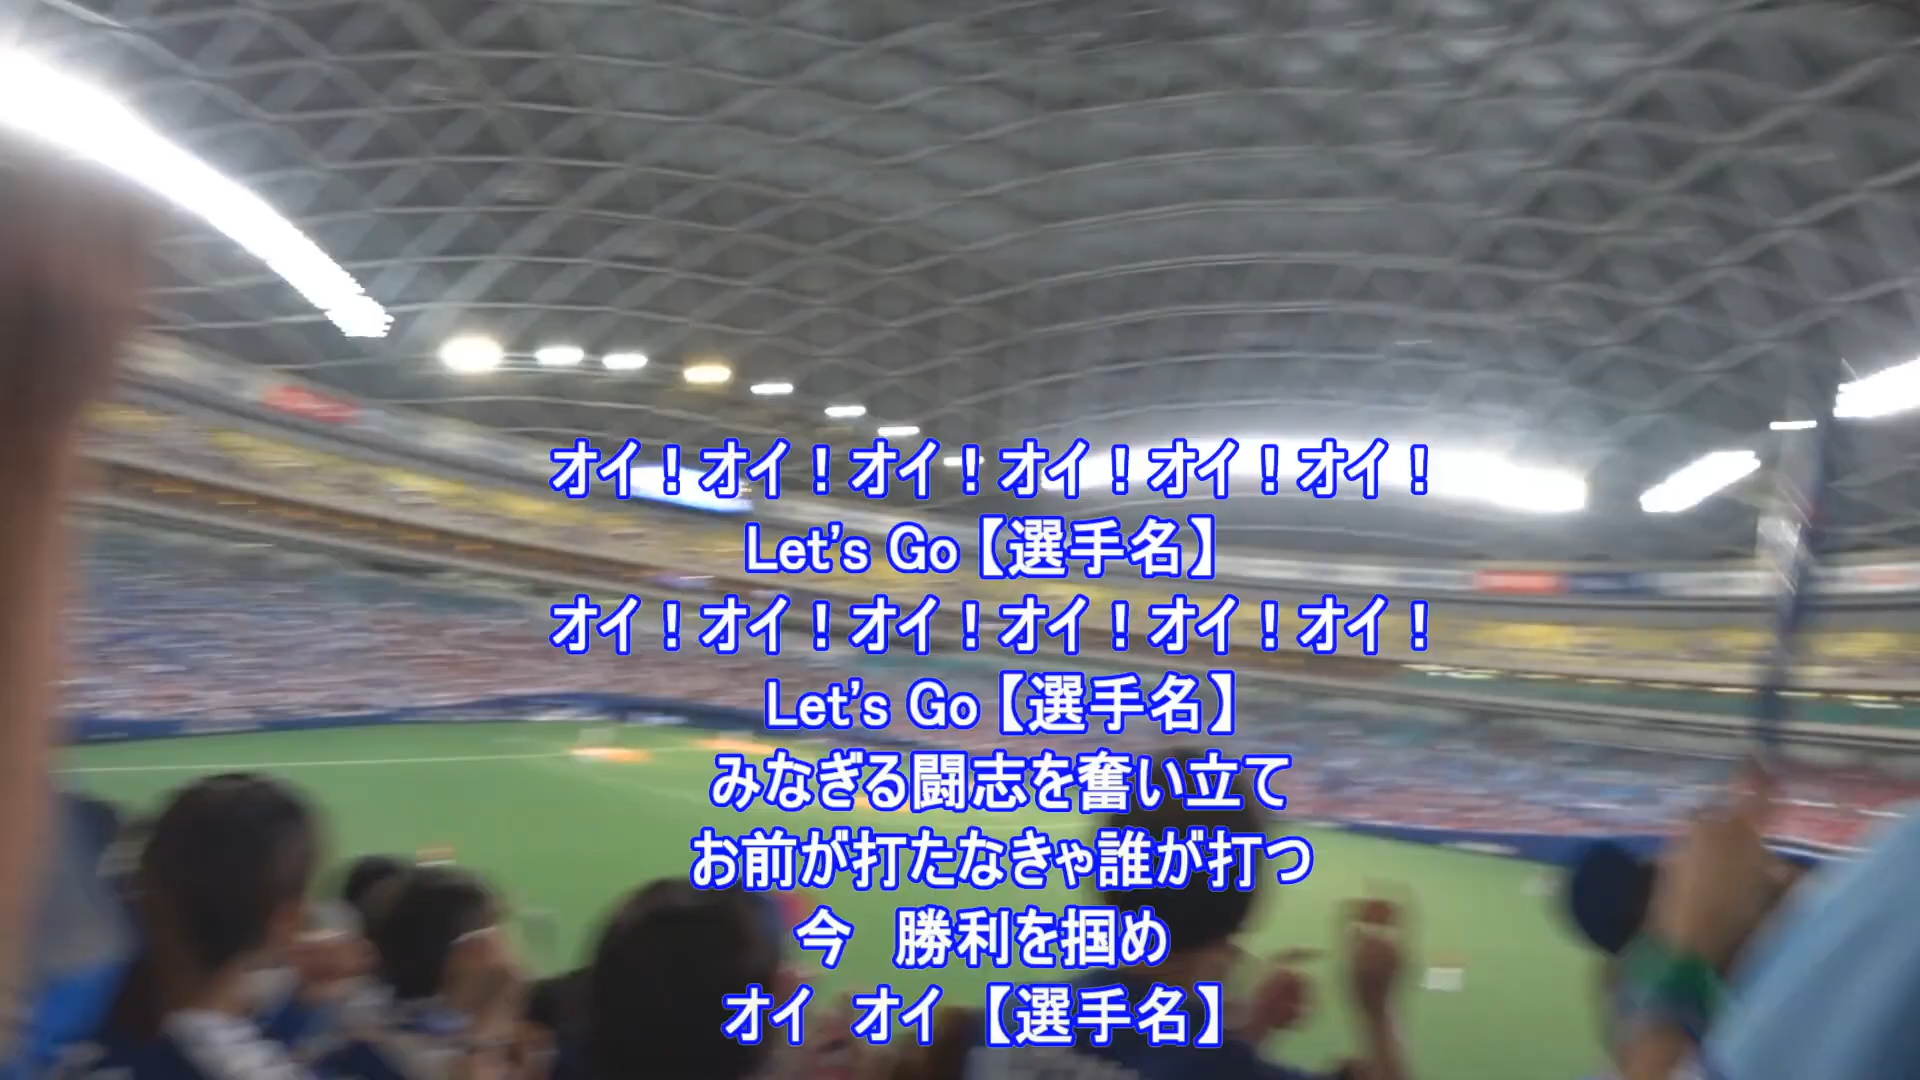 オイ！オイ！オイ！オイ！オイ！オイ！
Let's Go【選手名】
オイ！オイ！オイ！オイ！オイ！オイ！
Let's Go【選手名】
みなぎる闘志を奮い立て
お前が打たなきゃ誰が打つ
今　勝利を掴め
オイ　オイ　【選手名】